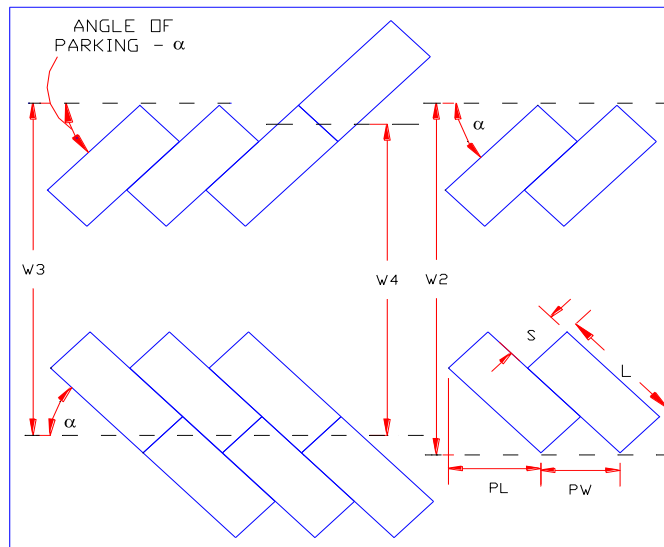 ANGLE OF
PARKING - α
α
W3
W4
W2
S
L
α
PL
PW